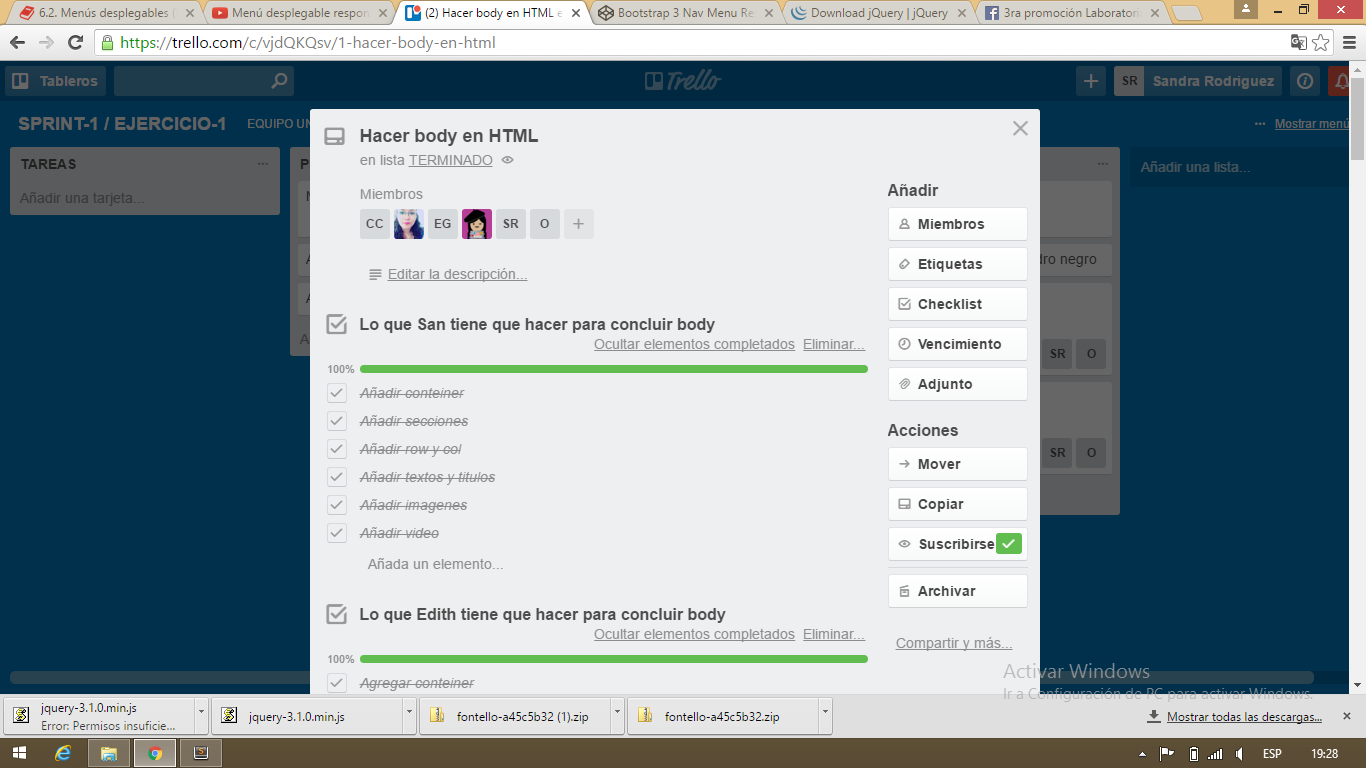 6.2. Menús desplegables (
Menú desplegable respon
(2) Hacer body en HTML e
Bootstrap 3 Nav Menu Re
Download jQuery | jQuery
3ra promoción Laboratori
https://trello.com/c/vjdQKQsv/1-hacer-body-en-html
Tableros
Trello
SR
Sandra Rodriguez
SPRINT-1 / EJERCICIO-1
EQUIPO UN
Mostrar menú
TAREAS
Añadir una tarjeta...
Añadir una lista...
dro negro
SR
O
SR
O
Hacer body en HTML
en lista TERMINADO
Miembros
CC
EG
SR
O
Editar la descripción...
Lo que San tiene que hacer para concluir body
Ocultar elementos completados Eliminar...
100%
Añadir conteiner
Añadir secciones
Añadir row y col
Añadir textos y titulos
Añadir imagenes
Añadir video
Añada un elemento...
Lo que Edith tiene que hacer para concluir body
Ocultar elementos completados Eliminar...
100%
Agregar conteiner
Añadir
Miembros
Etiquetas
Checklist
Vencimiento
Adjunto
Acciones
Mover
Copiar
Suscribirse
Archivar
Compartir y más...
Activar Windows
Ir a Configuración de PC para activar Windows.
jquery-3.1.0.min.js
Error: Permisos insuficie...
jquery-3.1.0.min.js
fontello-a45c5b32 (1).zip
fontello-a45c5b32.zip
Mostrar todas las descargas...
ESP
19:28